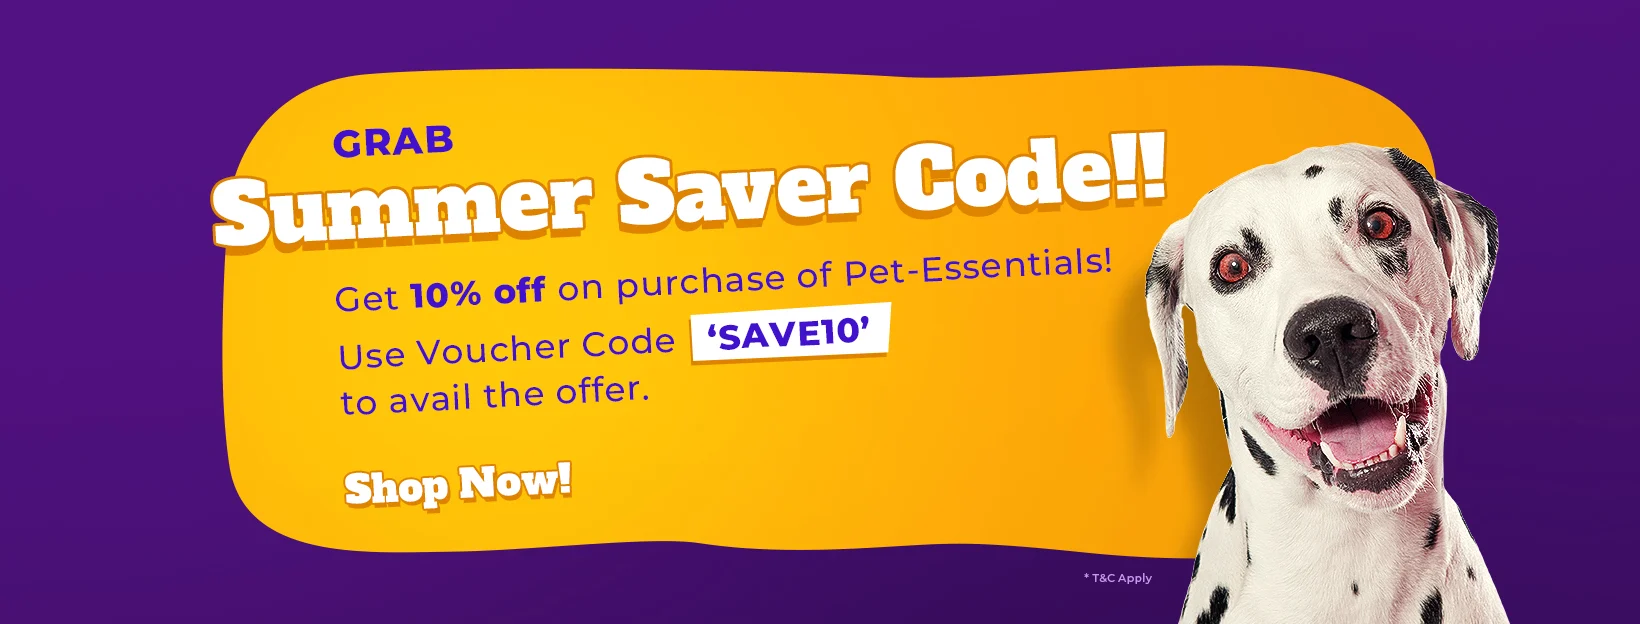 GRAB
Summer Saver Code!!
Get 10% off on purchase of Pet-Essentials!
Use Voucher Code ‘SAVE10’
to avail the offer.
Shop Now!
* T&C Apply